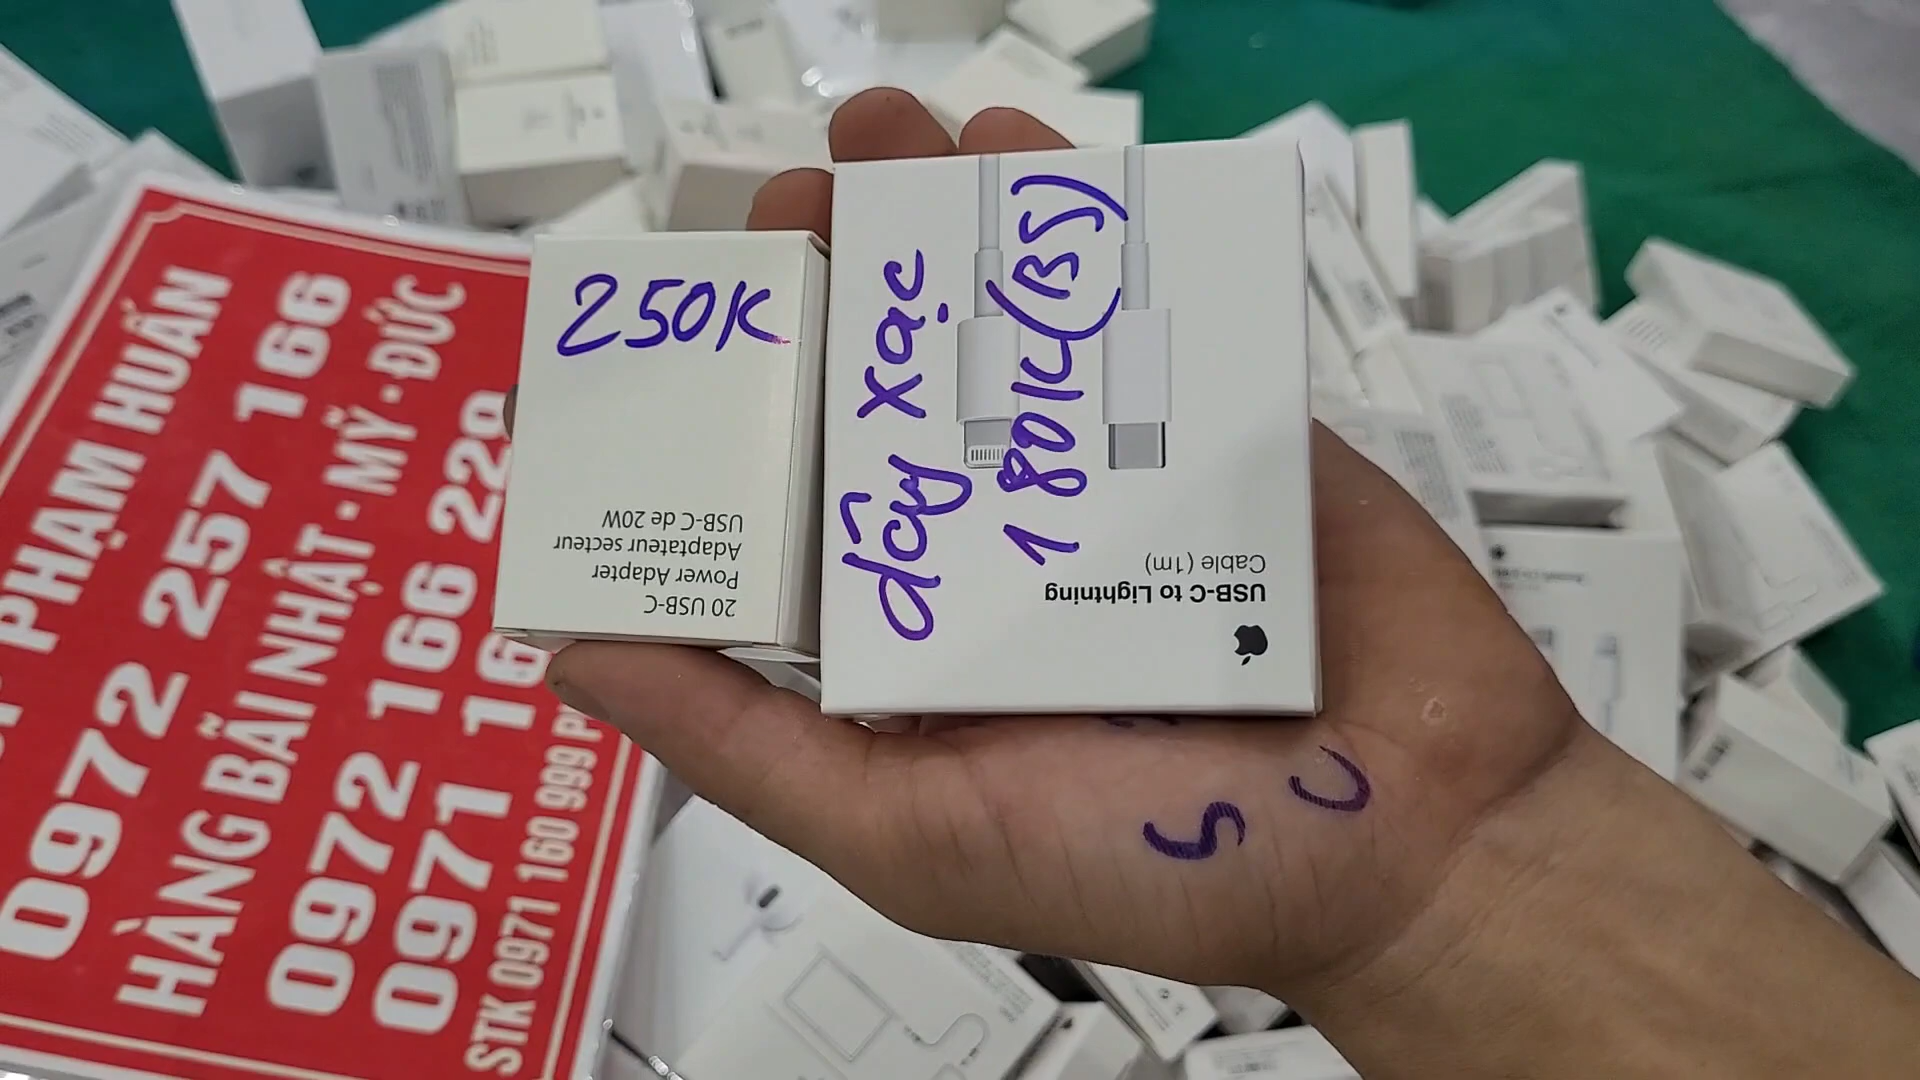 PHẠM HUẤN
0972 257 166
HÀNG BÃI NHẬT - MỸ - ĐỨC
0972 166 229
0971 16
STK 0971 160 999 P
250K
20 USB-C
Power Adapter
Adaptateur secteur
USB-C de 20W
dây xạc
180K (BS)
USB-C to Lightning
Cable (1m)
S C